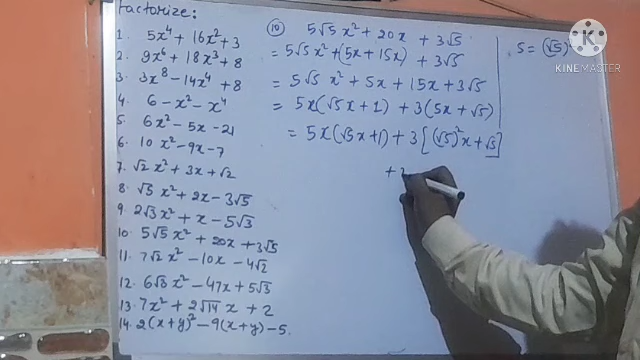 Factorize:
1. 5x⁴ + 16x² + 3
2. 9x⁶ + 18x³ + 8
3. 3x⁸ - 14x⁴ + 8
4. 6 - x² - x⁴
5. 6x² - 5x - 21
6. 10x² - 9x - 7
7. √2 x² + 3x + √2
8. √3 x² + 2x - 3√5
9. 2√3 x² + x - 5√3
10. 5√5 x² + 20x + 3√5
11. 7√2 x² - 10x - 4√2
12. 6√3 x² - 47x + 5√3
13. 7x² + 2√14 x + 2
14. 2(x+y)² - 9(x+y) - 5.
10 5√5 x² + 20x + 3√5
= 5√5 x² + (5x + 15x) + 3√5
= 5√5 x² + 5x + 15x + 3√5
= 5x(√5 x + 1) + 3(5x + √5)
= 5x(√5x + 1) + 3[(√5)² x + √5]
+
5 = (√5)²
KINEMASTER